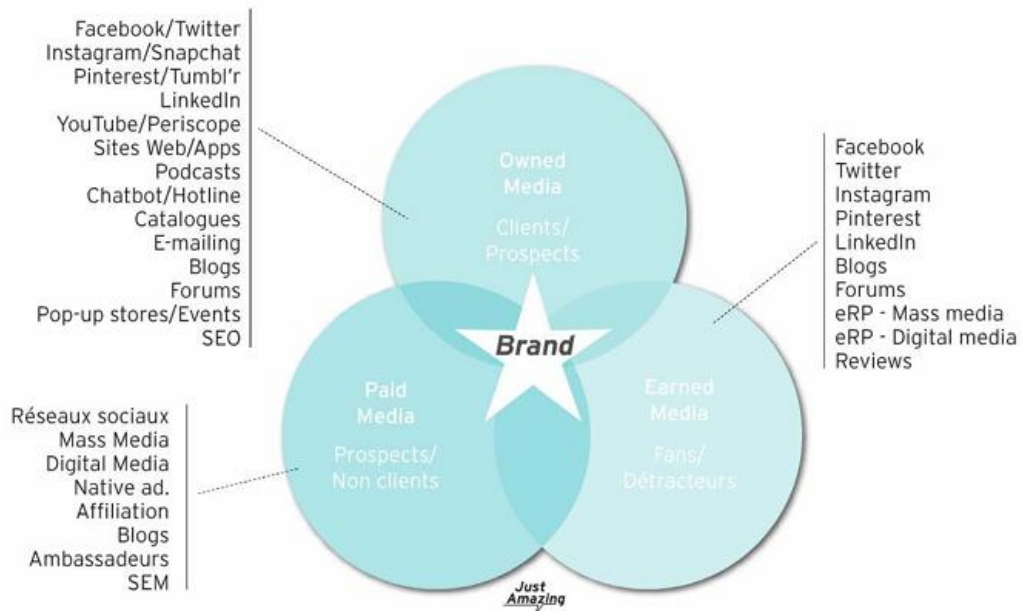 Facebook/Twitter
Instagram/Snapchat
Pinterest/Tumbl'r
LinkedIn
YouTube/Periscope
Sites Web/Apps
Podcasts
Chatbot/Hotline
Catalogues
E-mailing
Blogs
Forums
Pop-up stores/Events
SEO
Owned
Media
Clients/
Prospects
Facebook
Twitter
Instagram
Pinterest
LinkedIn
Blogs
Forums
eRP - Mass media
eRP - Digital media
Reviews
Brand
Réseaux sociaux
Mass Media
Digital Media
Native ad.
Affiliation
Blogs
Ambassadeurs
SEM
Paid
Media
Prospects/
Non clients
Earned
Media
Fans/
Détracteurs
Just
Amazing